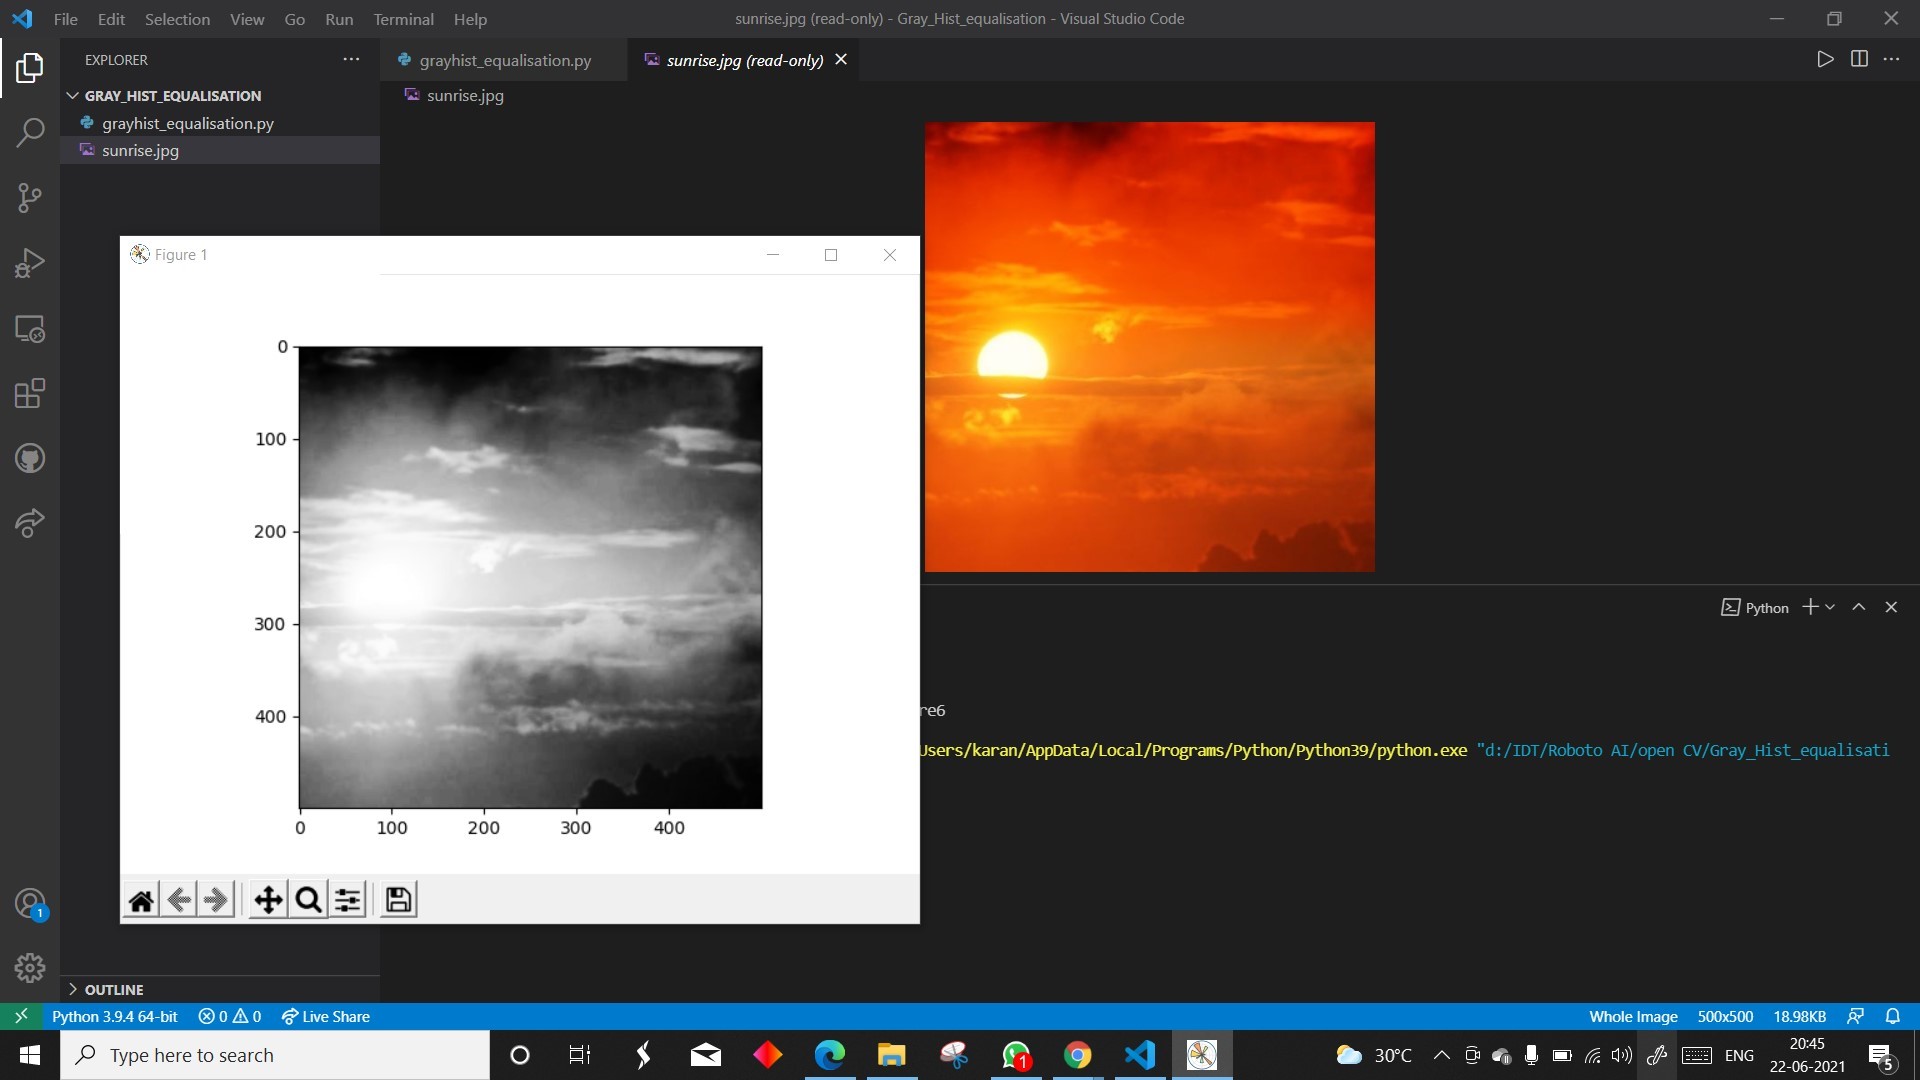 File Edit Selection View Go Run Terminal Help
sunrise.jpg (read-only) - Gray_Hist_equalisation - Visual Studio Code
EXPLORER
grayhist_equalisation.py
sunrise.jpg (read-only)
GRAY_HIST_EQUALISATION
sunrise.jpg
grayhist_equalisation.py
sunrise.jpg
Figure 1
0
100
200
300
400
0 100 200 300 400
Python
re6
Users/karan/AppData/Local/Programs/Python/Python39/python.exe "d:/IDT/Roboto AI/open CV/Gray_Hist_equalisati
1
OUTLINE
Python 3.9.4 64-bit 0 0 Live Share
Whole Image 500x500 18.98KB
Type here to search
1
30°C
ENG
20:45
22-06-2021
5